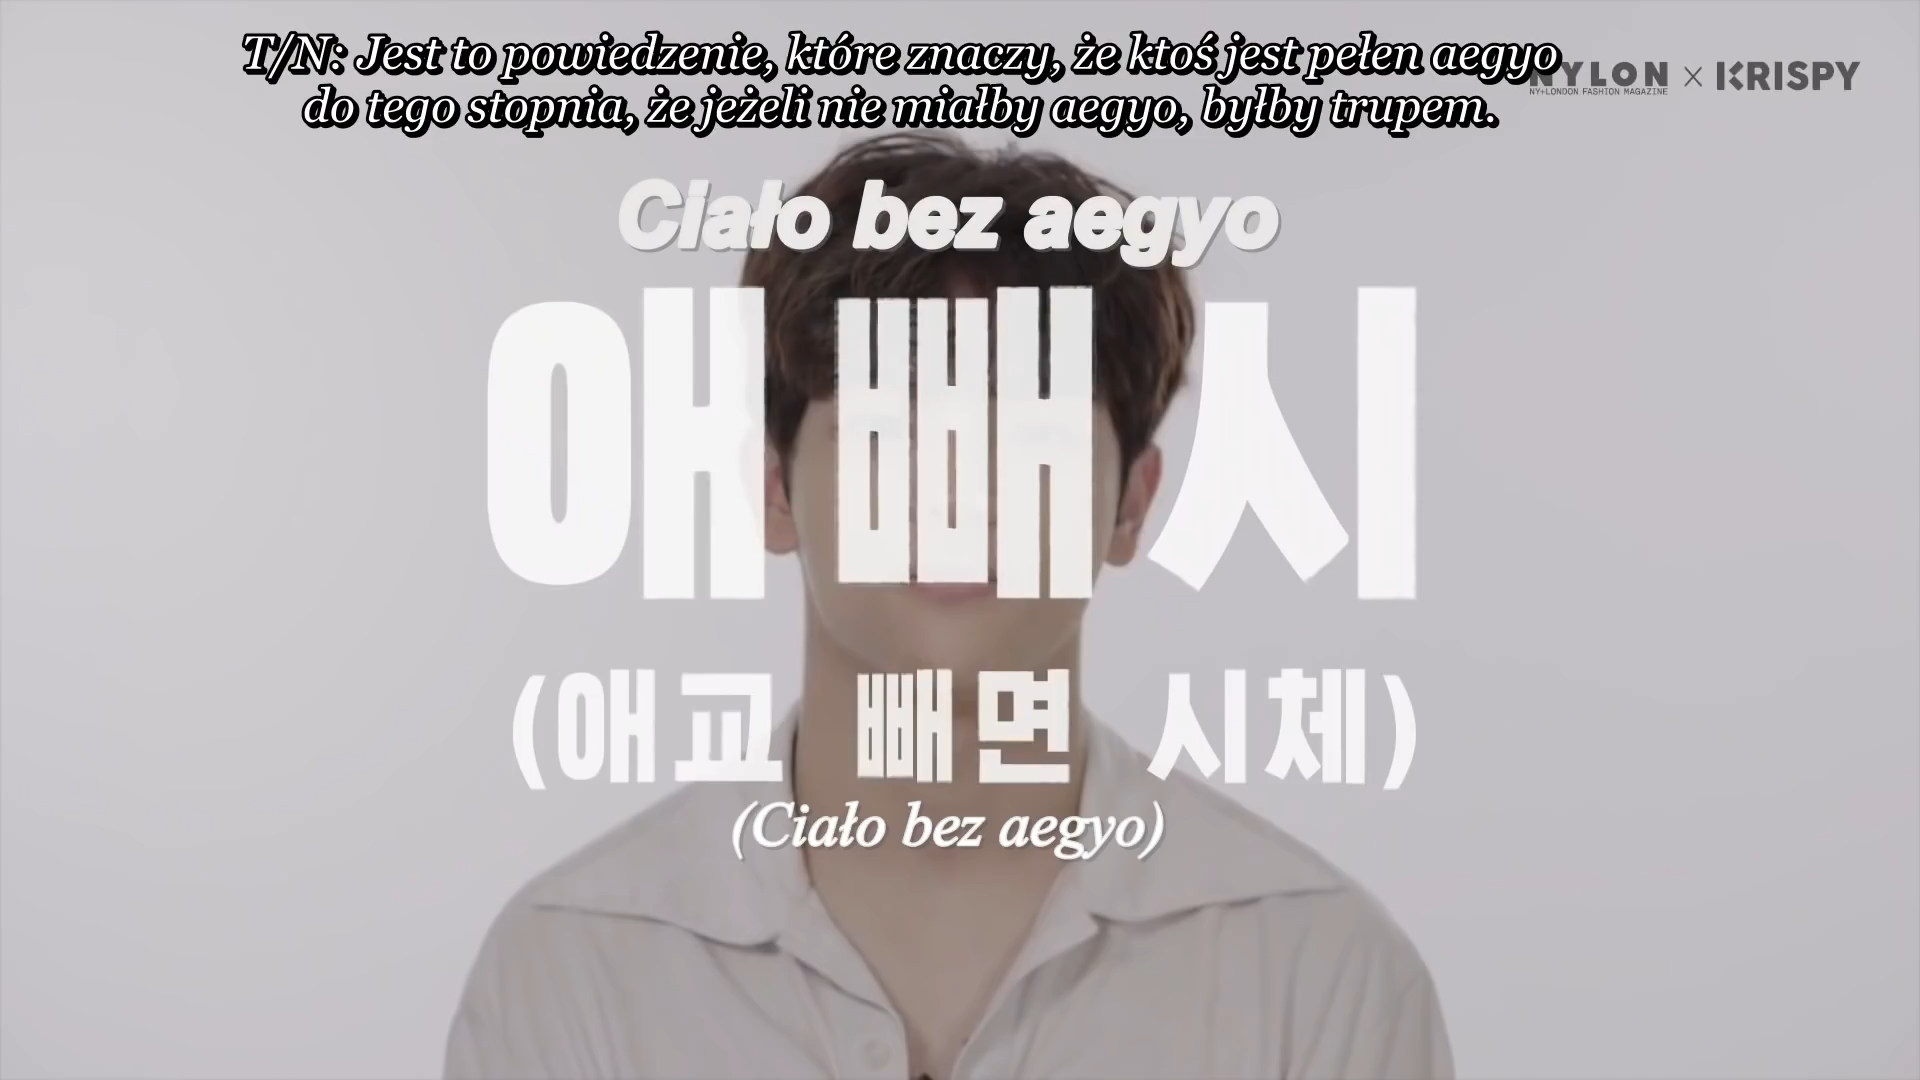 T/N: Jest to powiedzenie, które znaczy, że ktoś jest pełen aegyo
do tego stopnia, że jeżeli nie miałby aegyo, byłby trupem.
NYLON × KRISPY
NY+LONDON FASHION MAGAZINE
Ciało bez aegyo
애빼시
(애교 빼면 시체)
(Ciało bez aegyo)